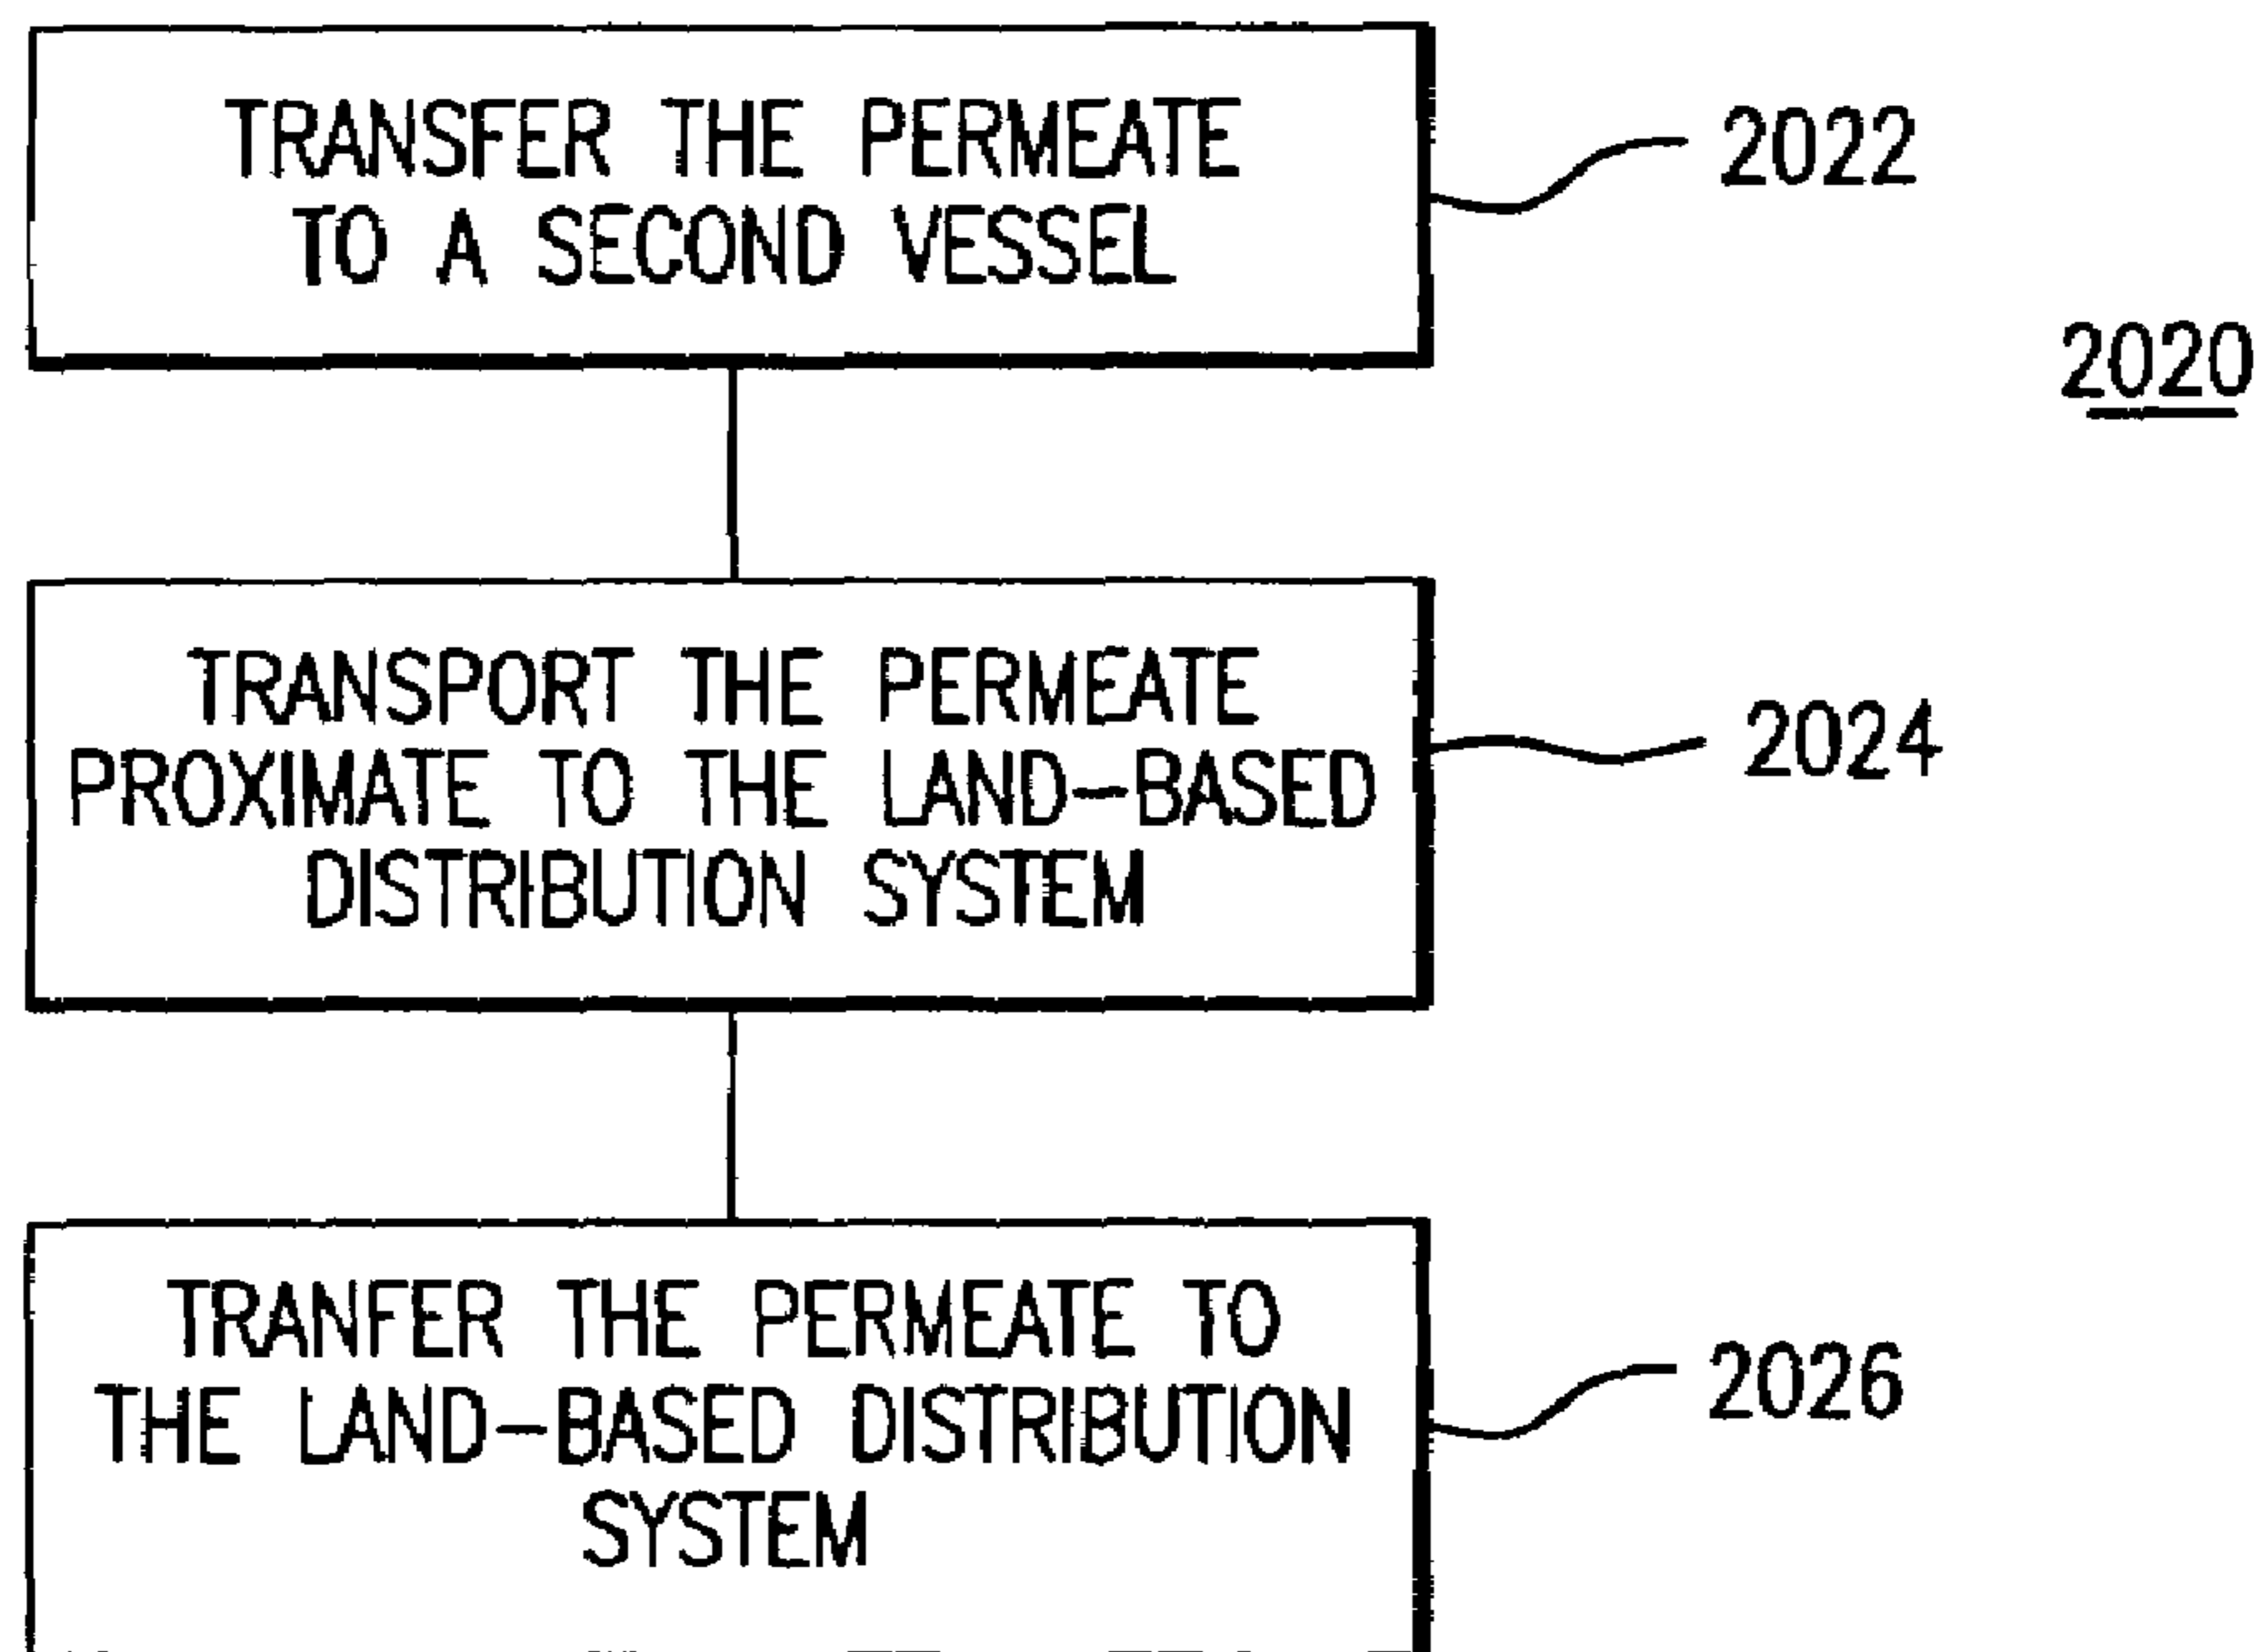 TRANSFER THE PERMEATE
TO A SECOND VESSEL
2022
2020
TRANSPORT THE PERMEATE
PROXIMATE TO THE LAND-BASED
DISTRIBUTION SYSTEM
2024
TRANFER THE PERMEATE TO
THE LAND-BASED DISTRIBUTION
SYSTEM
2026